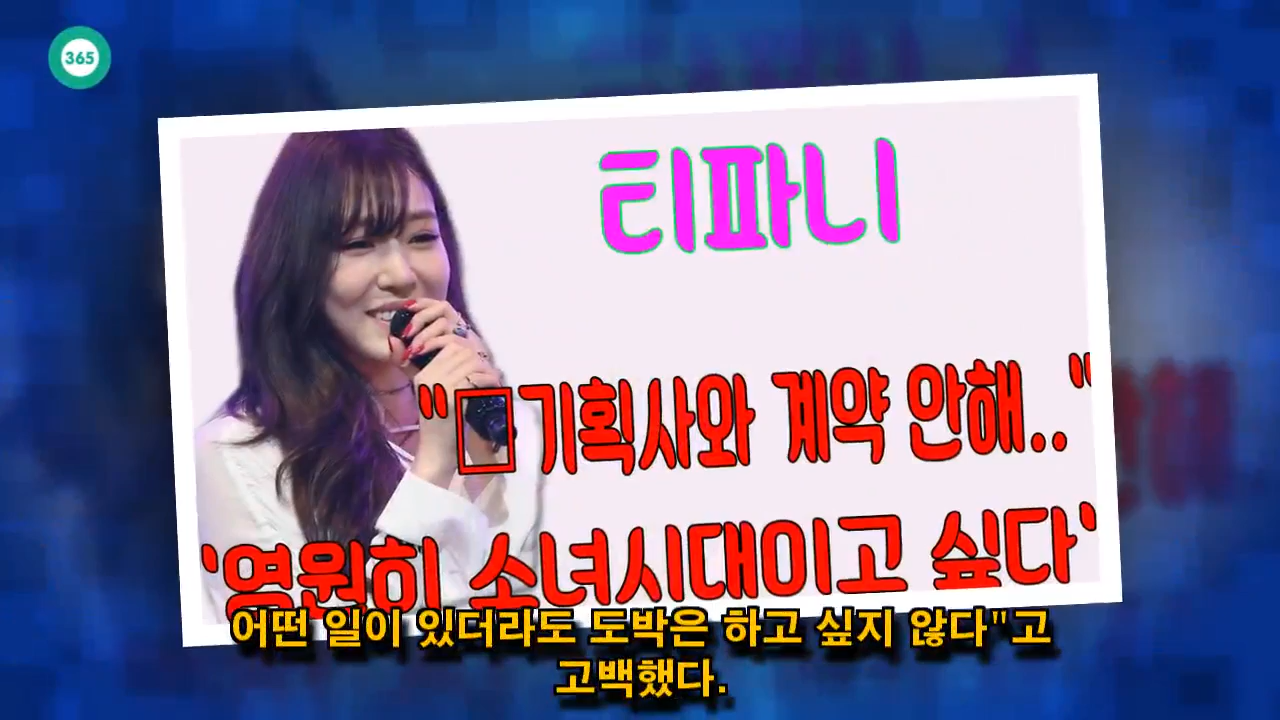 365
티파니
"□기획사와 계약 안해.."
'영원히 소녀시대이고 싶다'
어떤 일이 있더라도 도박은 하고 싶지 않다"고
고백했다.